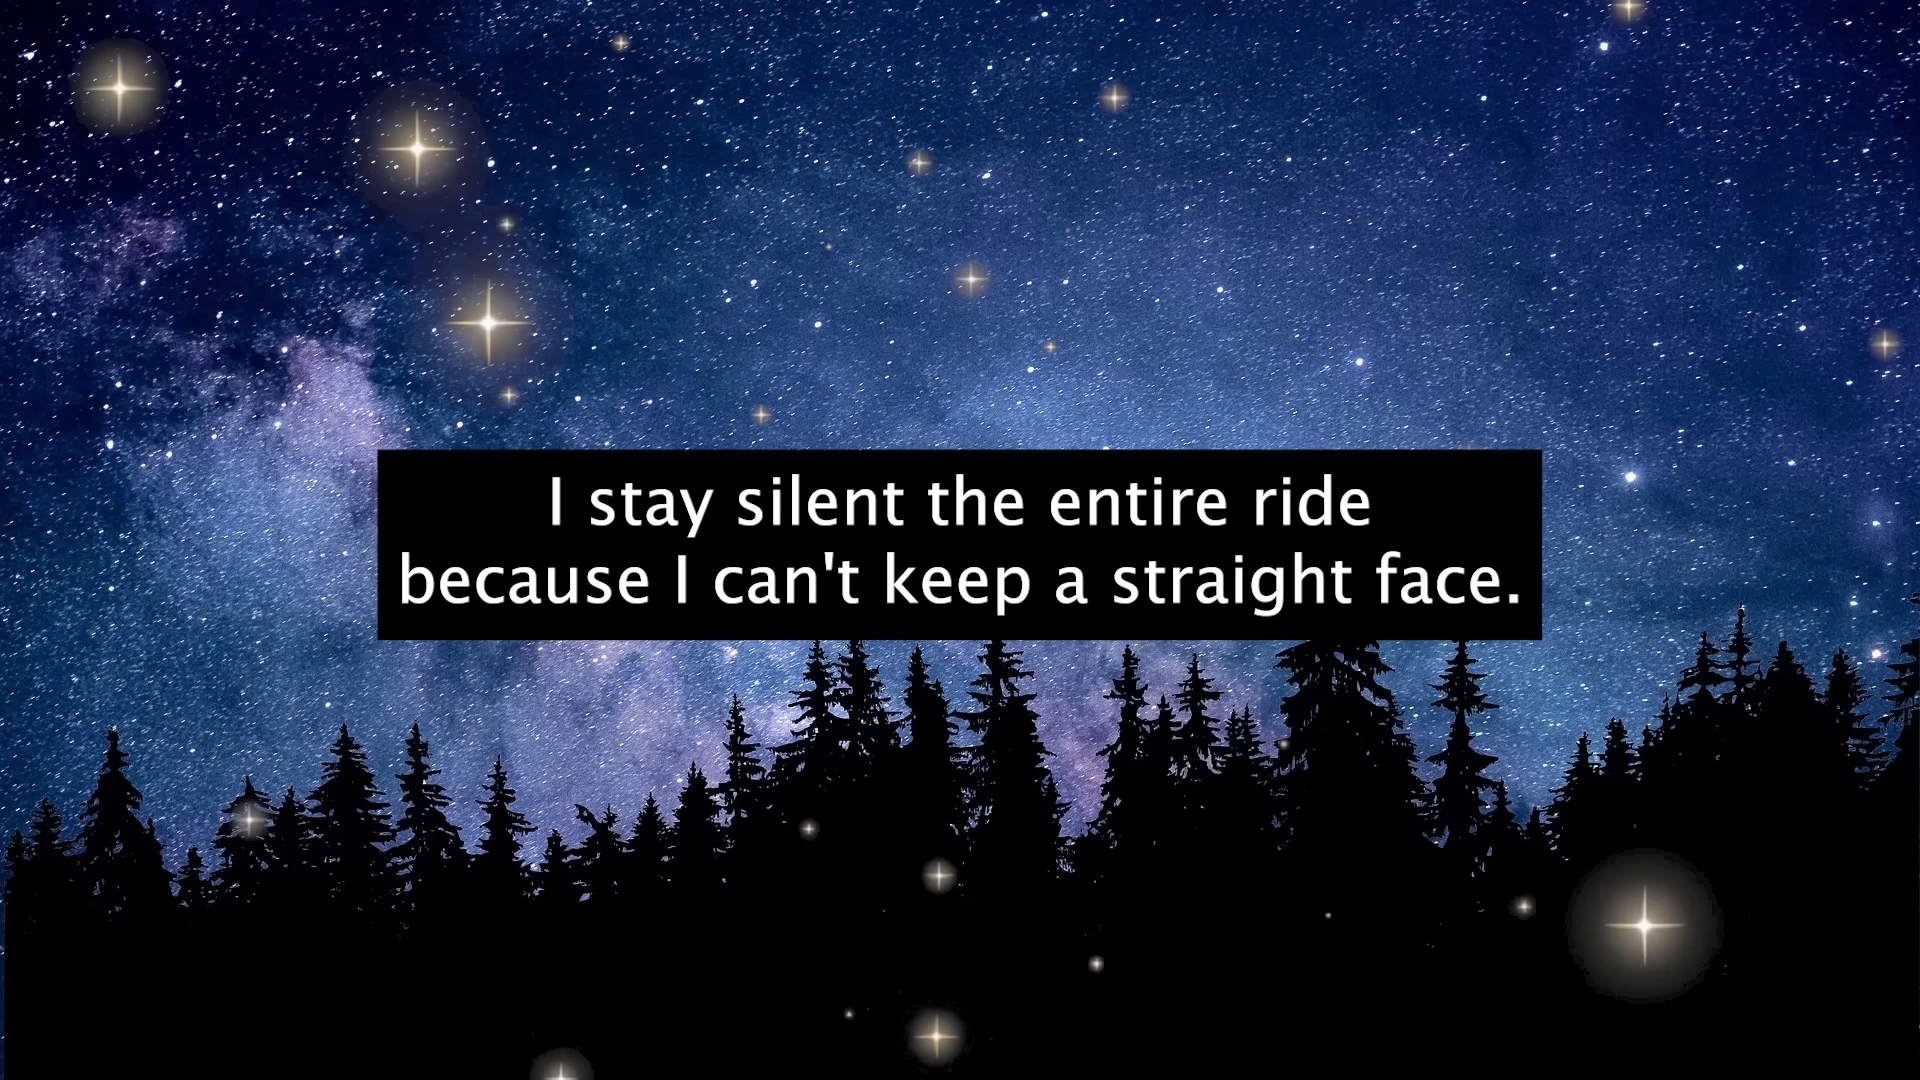 I stay silent the entire ride
because I can't keep a straight face.